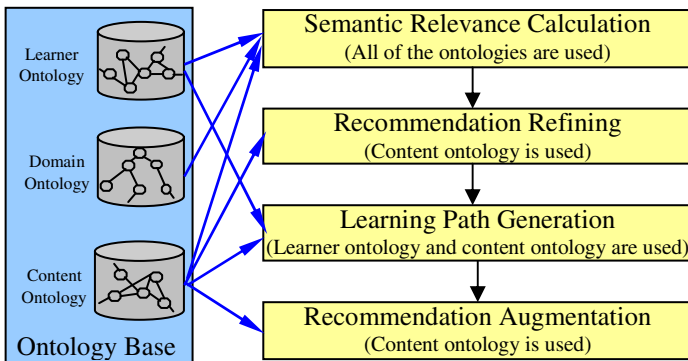 Learner
Ontology
Domain
Ontology
Content
Ontology
Ontology Base
Semantic Relevance Calculation
(All of the ontologies are used)
Recommendation Refining
(Content ontology is used)
Learning Path Generation
(Learner ontology and content ontology are used)
Recommendation Augmentation
(Content ontology is used)